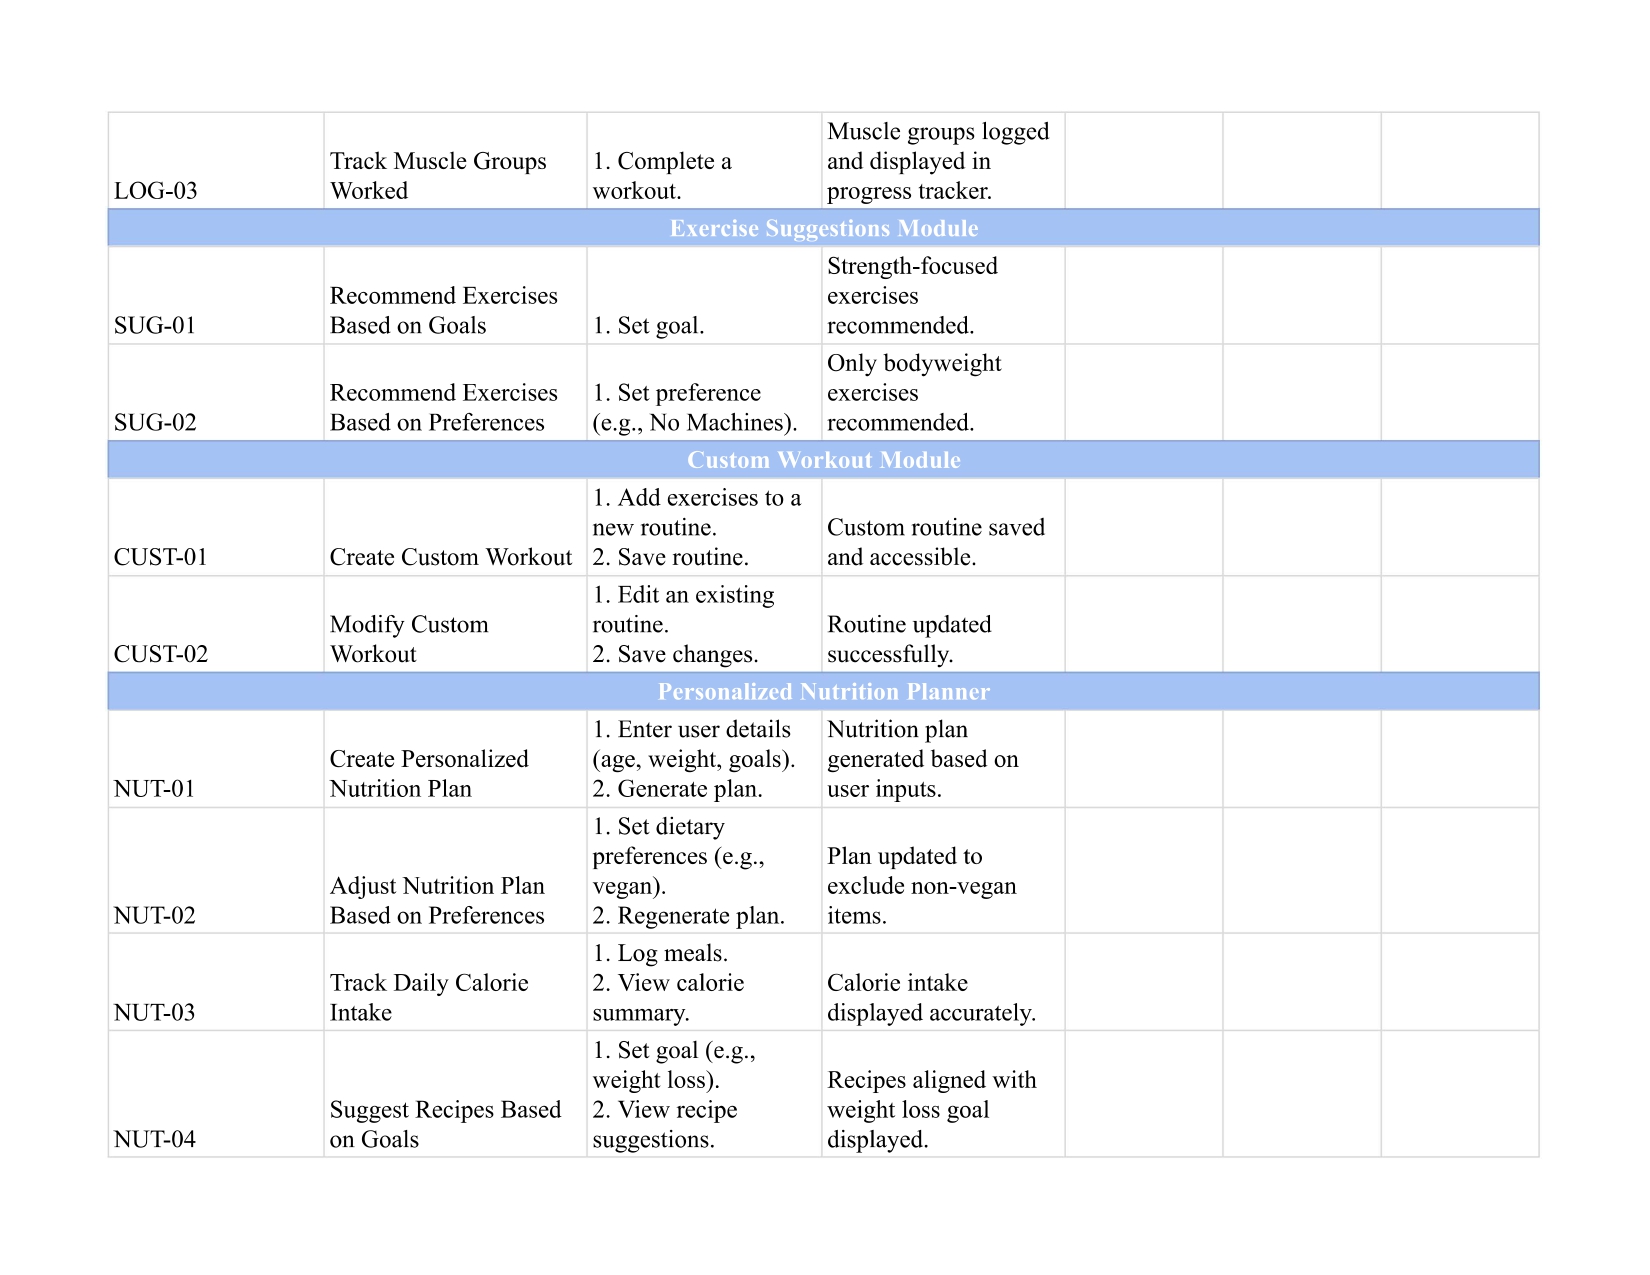 LOG-03
Track Muscle Groups
Worked
1. Complete a
workout.
Muscle groups logged
and displayed in
progress tracker.
Exercise Suggestions Module
SUG-01
Recommend Exercises
Based on Goals
1. Set goal.
Strength-focused
exercises
recommended.
SUG-02
Recommend Exercises
Based on Preferences
1. Set preference
(e.g., No Machines).
Only bodyweight
exercises
recommended.
Custom Workout Module
CUST-01
Create Custom Workout
1. Add exercises to a
new routine.
2. Save routine.
Custom routine saved
and accessible.
CUST-02
Modify Custom
Workout
1. Edit an existing
routine.
2. Save changes.
Routine updated
successfully.
Personalized Nutrition Planner
NUT-01
Create Personalized
Nutrition Plan
1. Enter user details
(age, weight, goals).
2. Generate plan.
Nutrition plan
generated based on
user inputs.
NUT-02
Adjust Nutrition Plan
Based on Preferences
1. Set dietary
preferences (e.g.,
vegan).
2. Regenerate plan.
Plan updated to
exclude non-vegan
items.
NUT-03
Track Daily Calorie
Intake
1. Log meals.
2. View calorie
summary.
Calorie intake
displayed accurately.
NUT-04
Suggest Recipes Based
on Goals
1. Set goal (e.g.,
weight loss).
2. View recipe
suggestions.
Recipes aligned with
weight loss goal
displayed.